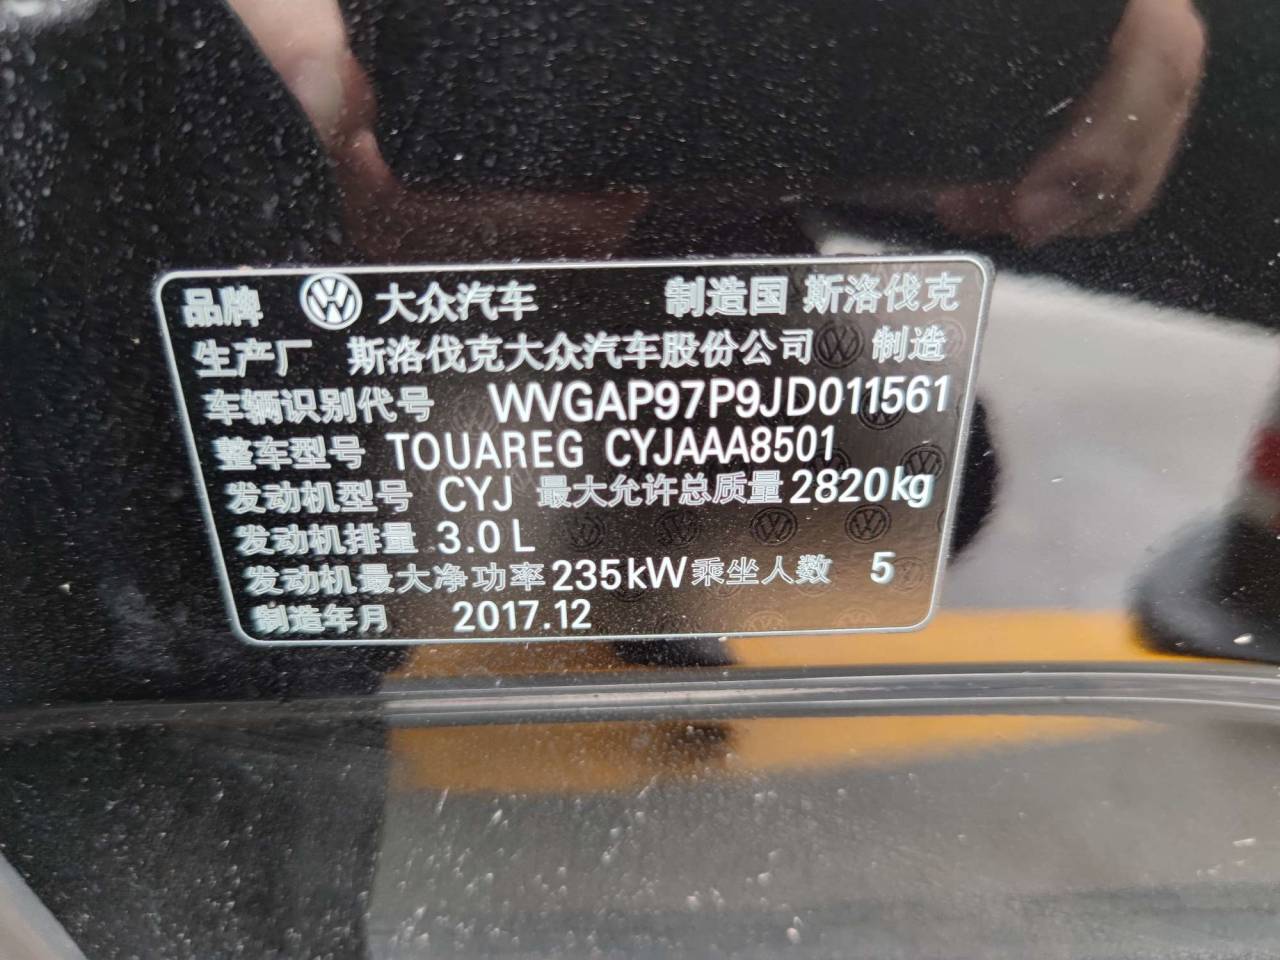 品牌 大众汽车 制造国 斯洛伐克
生产厂 斯洛伐克大众汽车股份公司 制造
车辆识别代号 WVGAP97P9JD011561
整车型号 TOUAREG CYJAAA8501
发动机型号 CYJ 最大允许总质量 2820kg
发动机排量 3.0L
发动机最大净功率 235kW 乘坐人数 5
制造年月 2017.12